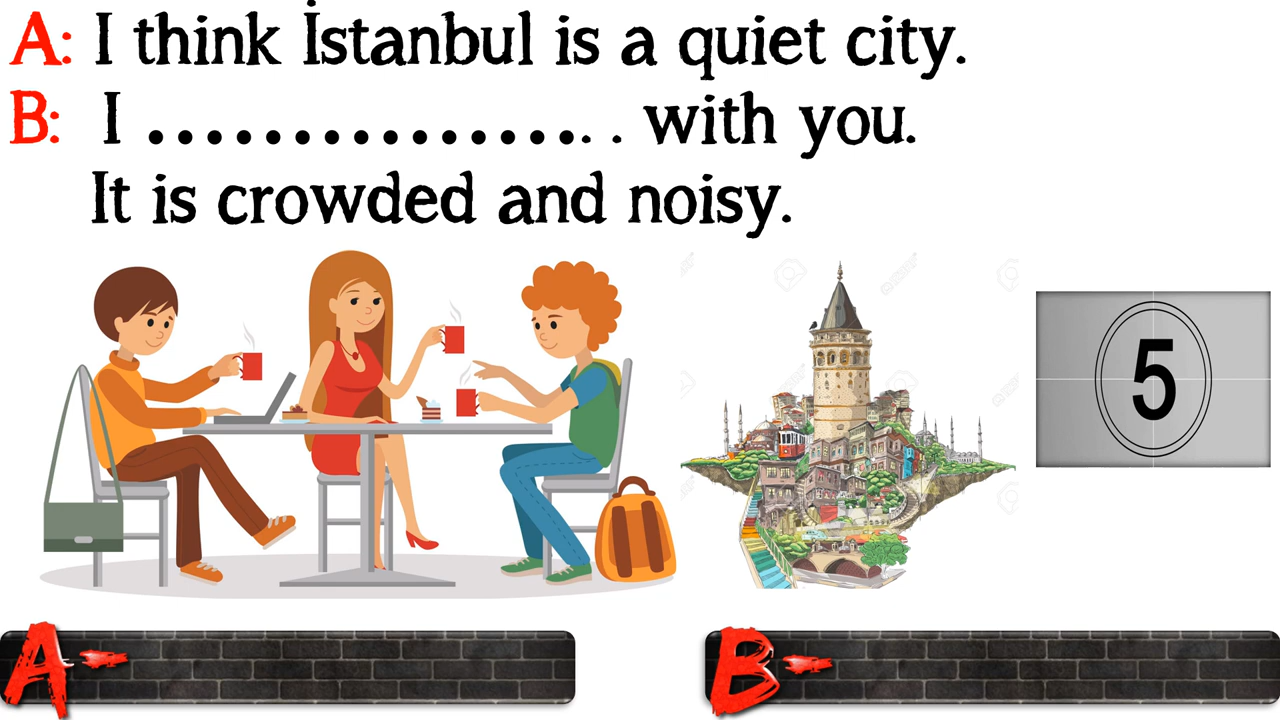 A: I think İstanbul is a quiet city.
B: I ................. . with you.
It is crowded and noisy.
5
A-
B-